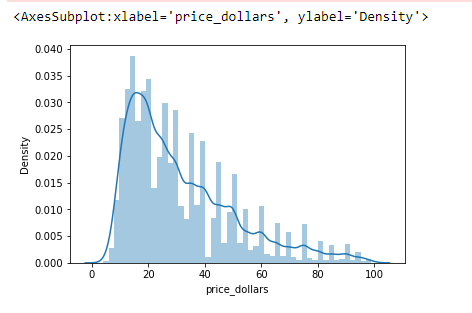 <AxesSubplot:xlabel='price_dollars', ylabel='Density'>
0.040
0.035
0.030
0.025
0.020
0.015
0.010
0.005
0.000
Density
0 20 40 60 80 100
price_dollars